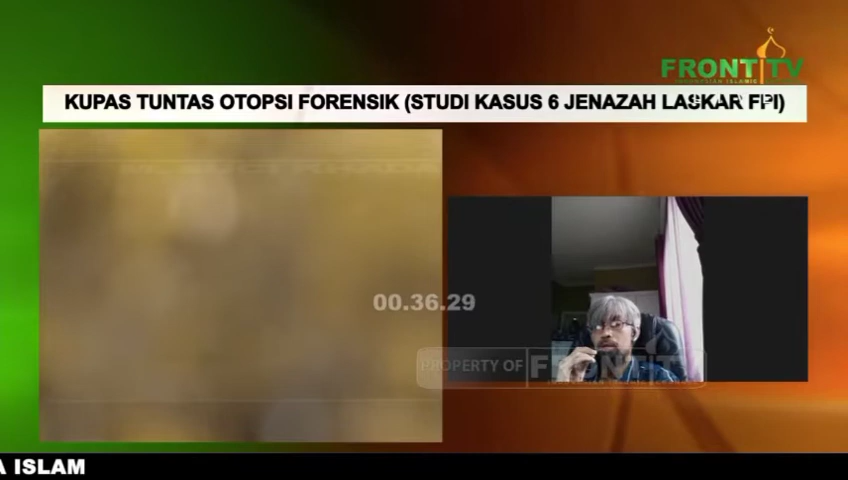 FRONT TV
KUPAS TUNTAS OTOPSI FORENSIK (STUDI KASUS 6 JENAZAH LASKAR FPI)
00.36.29
PROPERTY OF FRONT TV
A ISLAM